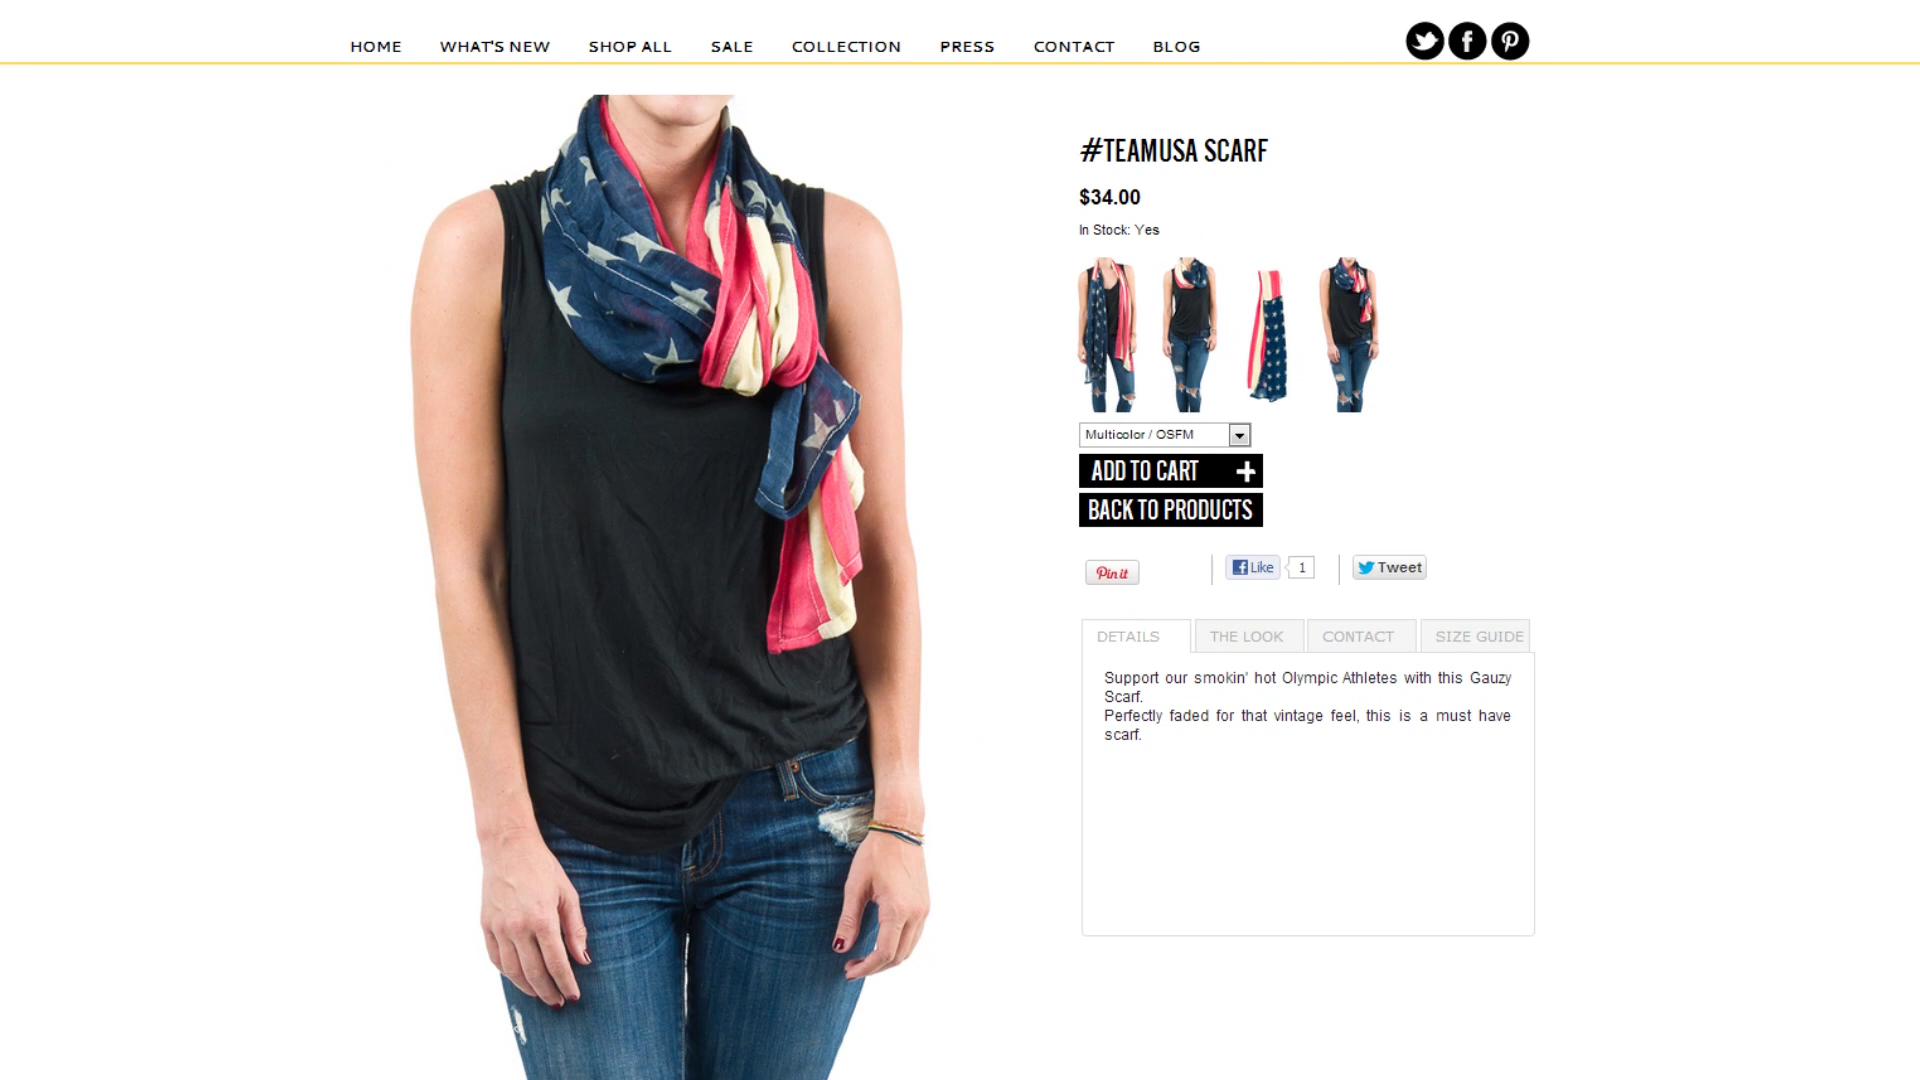 HOME WHAT'S NEW SHOP ALL SALE COLLECTION PRESS CONTACT BLOG
#TEAMUSA SCARF
$34.00
In Stock: Yes
Multicolor / OSFM
ADD TO CART +
BACK TO PRODUCTS
Pin it
Like 1
Tweet
DETAILS THE LOOK CONTACT SIZE GUIDE
Support our smokin' hot Olympic Athletes with this Gauzy
Scarf.
Perfectly faded for that vintage feel, this is a must have
scarf.